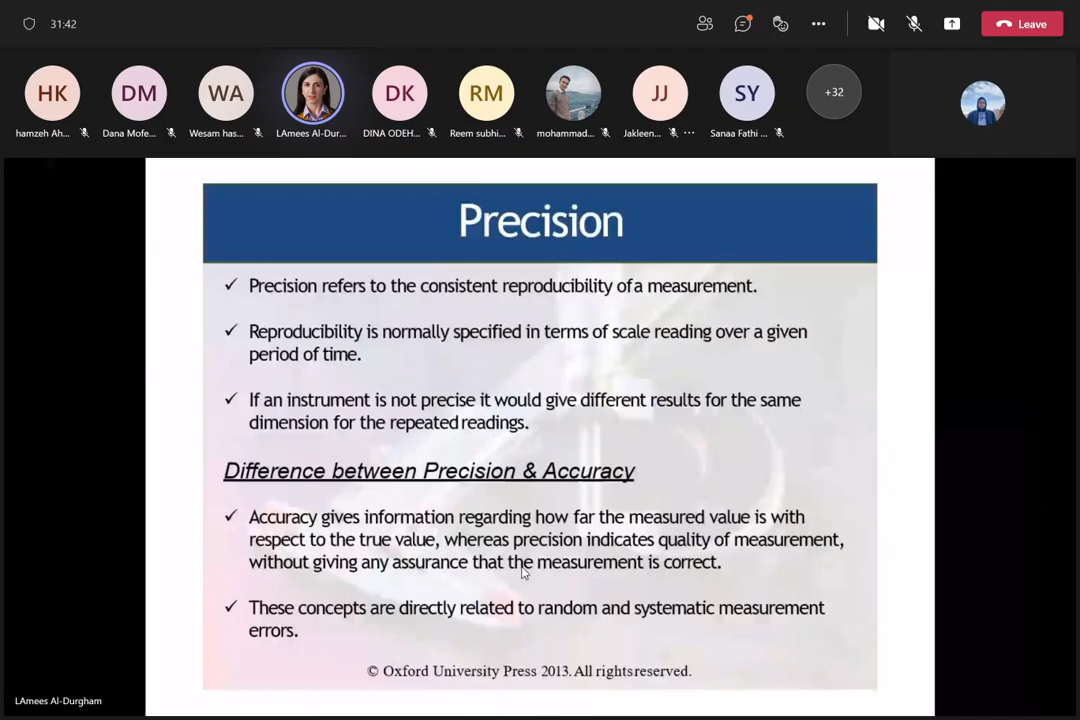 31:42
Leave
HK
DM
WA
DK
RM
JJ
SY
+32
hamzeh Ah...
Dana Mofe...
Wesam has...
LAmees Al-Dur...
DINA ODEH...
Reem subhi...
mohammad...
Jakleen...
Sanaa Fathi ...
Precision
✓ Precision refers to the consistent reproducibility of a measurement.
✓ Reproducibility is normally specified in terms of scale reading over a given
period of time.
✓ If an instrument is not precise it would give different results for the same
dimension for the repeated readings.
Difference between Precision & Accuracy
✓ Accuracy gives information regarding how far the measured value is with
respect to the true value, whereas precision indicates quality of measurement,
without giving any assurance that the measurement is correct.
✓ These concepts are directly related to random and systematic measurement
errors.
© Oxford University Press 2013. All rights reserved.
LAmees Al-Durgham